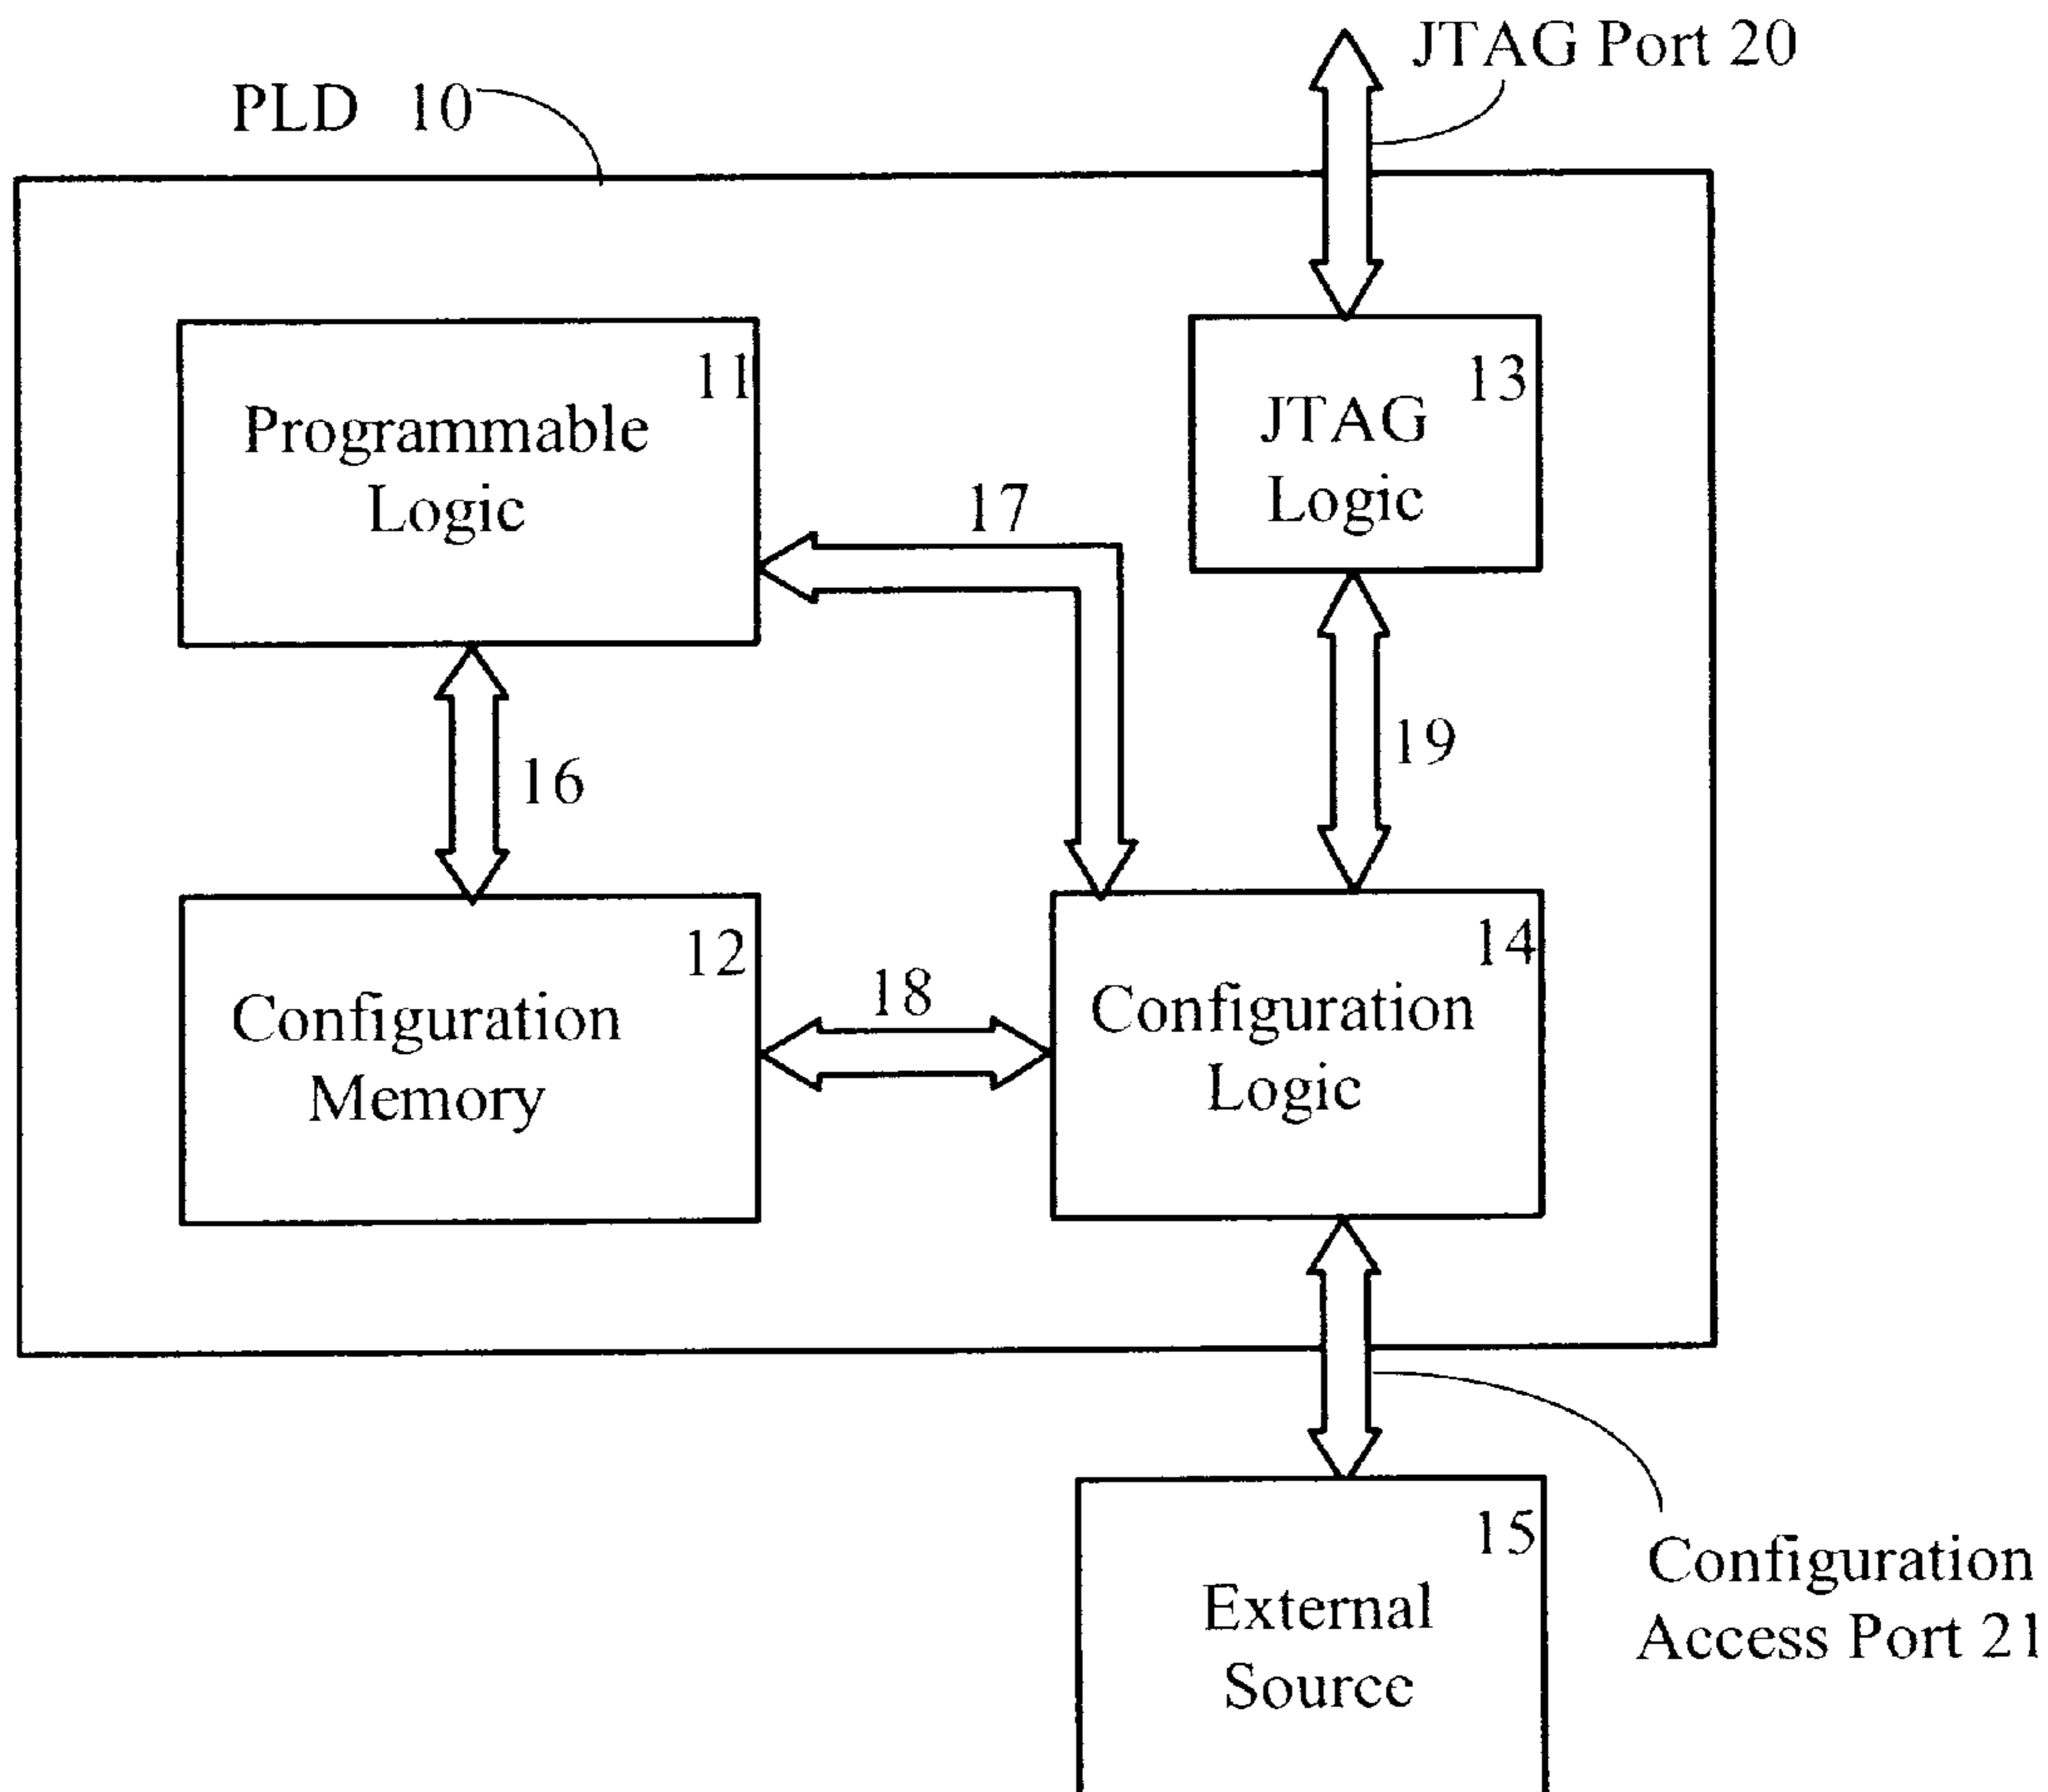 JTAG Port 20
PLD 10
11
Programmable
Logic
13
JTAG
Logic
17
16
19
12
Configuration
Memory
18
14
Configuration
Logic
15
External
Source
Configuration
Access Port 21